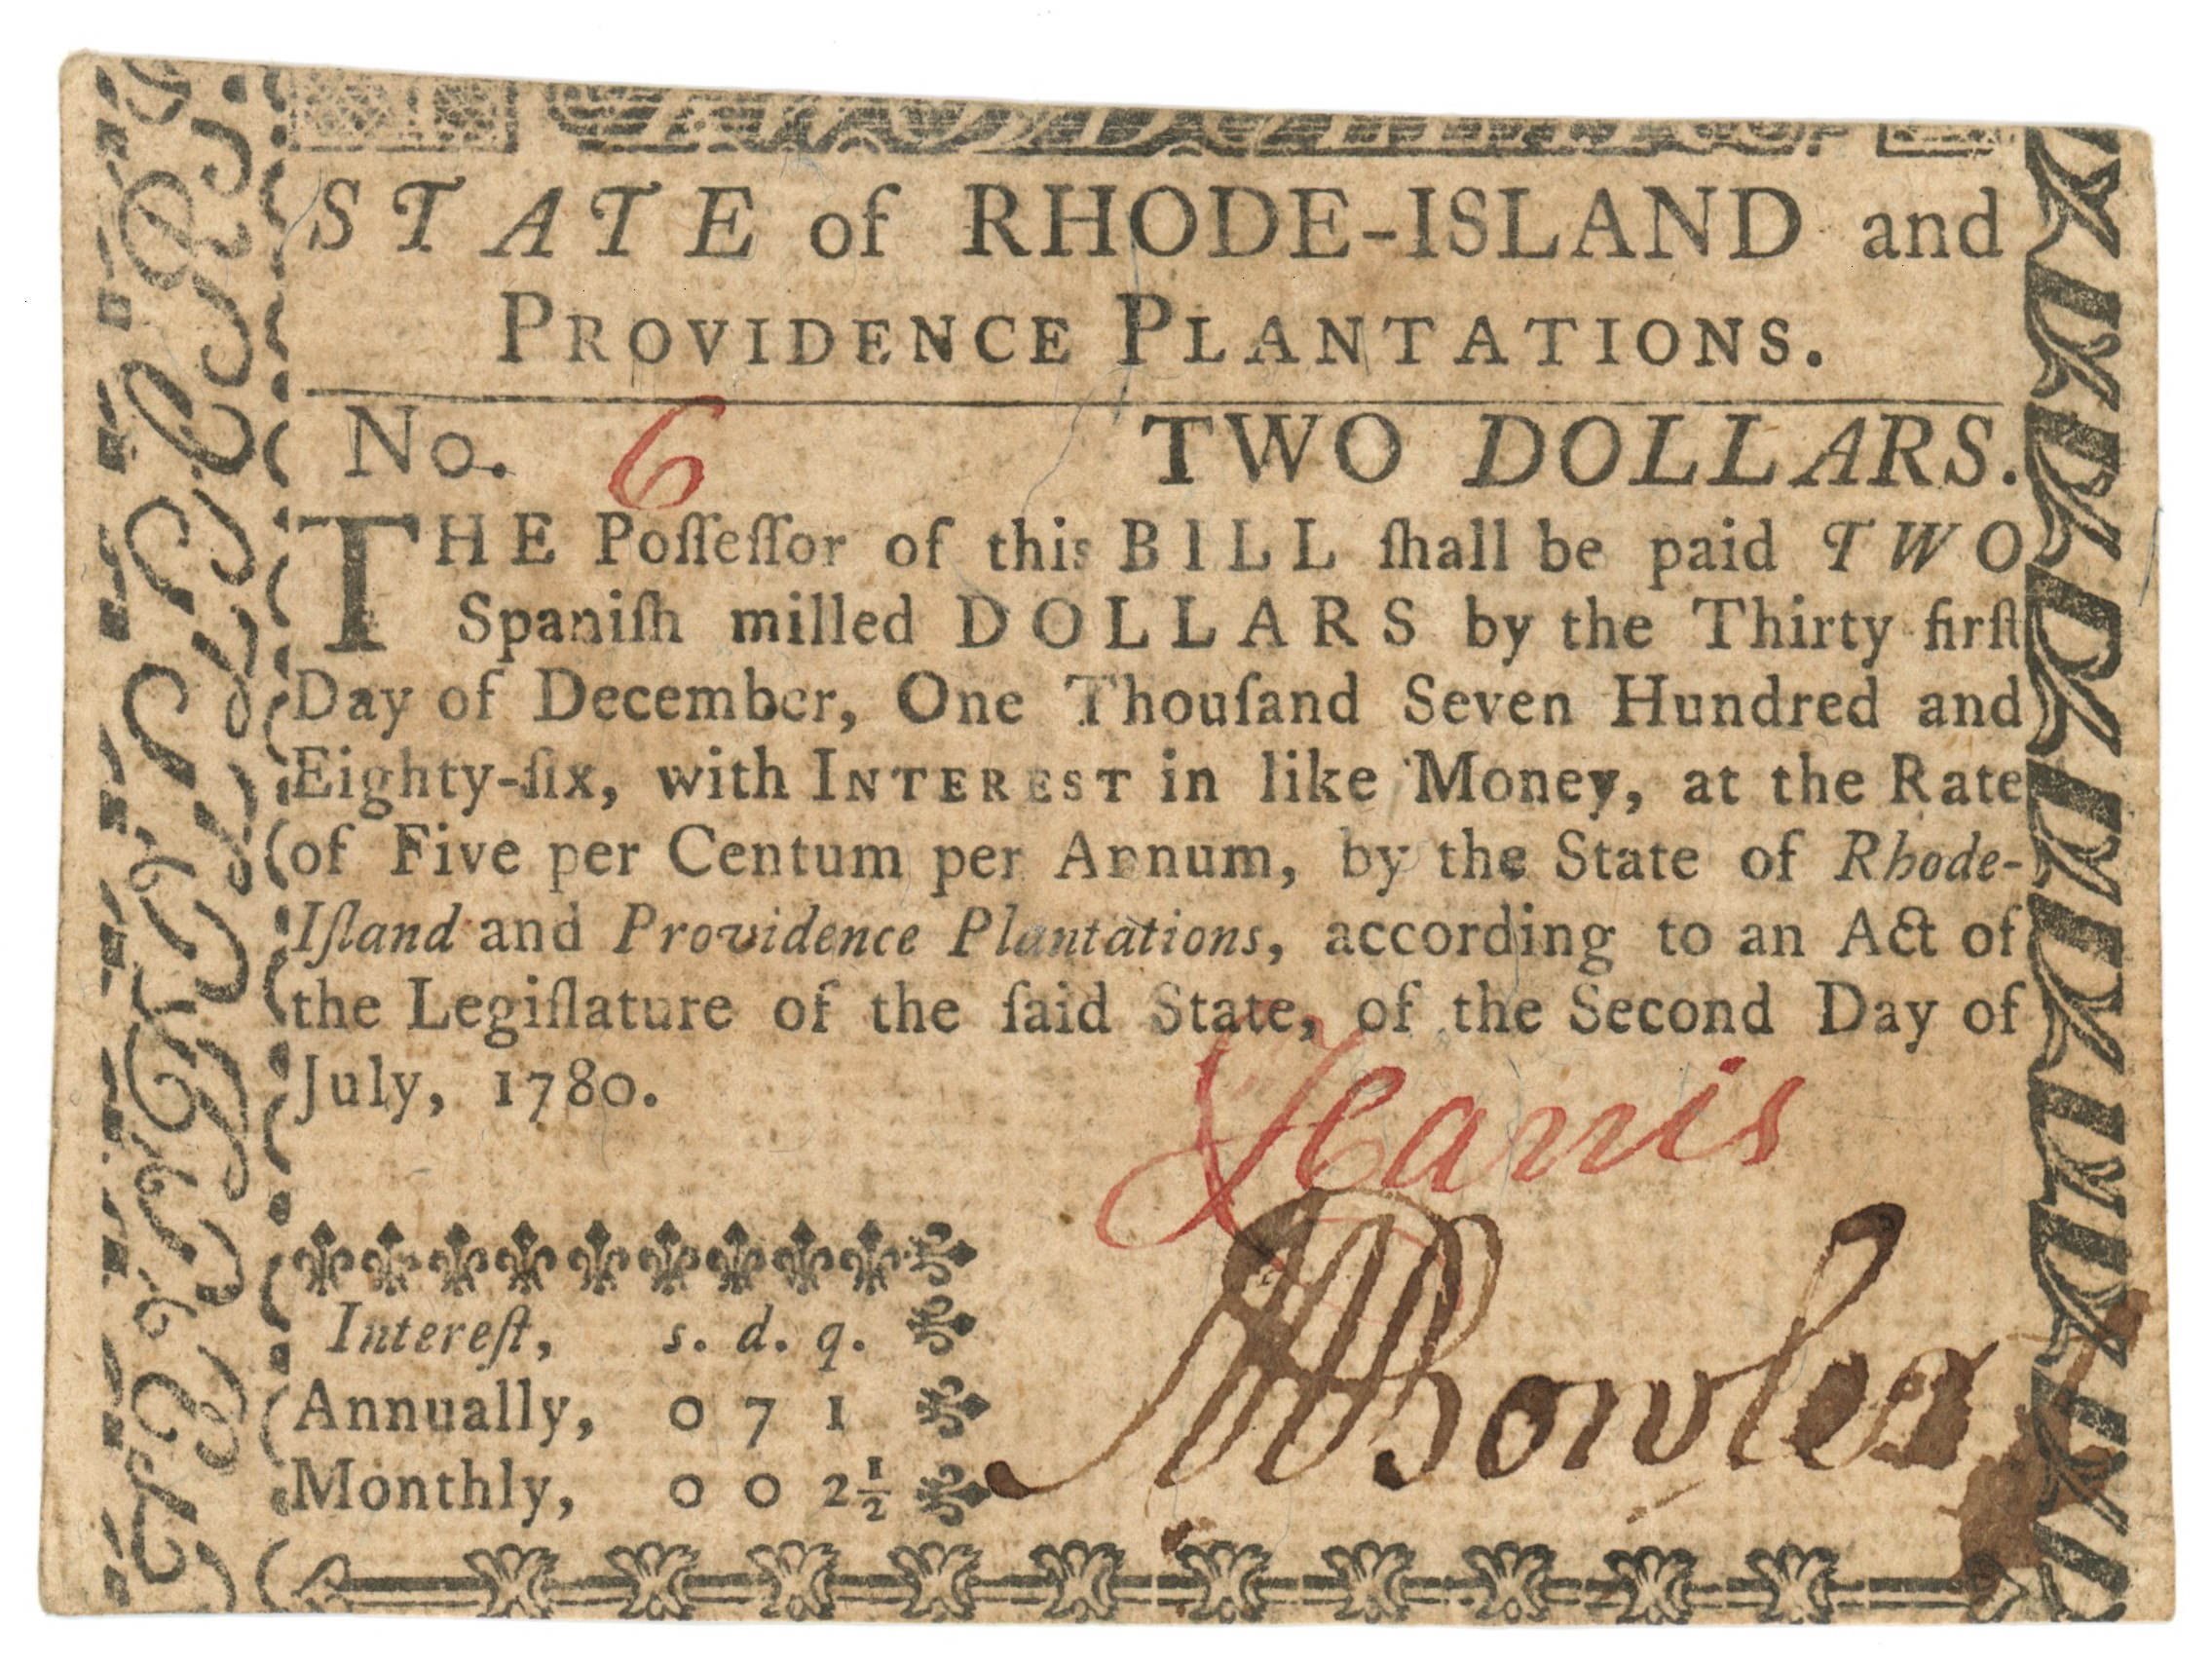 STATE of RHODE-ISLAND and
PROVIDENCE PLANTATIONS.
No. 6 TWO DOLLARS.
THE Poſſeſſor of this BILL ſhall be paid TWO
Spaniſh milled DOLLARS by the Thirty firſt
Day of December, One Thouſand Seven Hundred and
Eighty-ſix, with INTEREST in like Money, at the Rate
of Five per Centum per Annum, by the State of Rhode-
Iſland and Providence Plantations, according to an Act of
the Legiſlature of the ſaid State, of the Second Day of
July, 1780.
Harris
Bowles
Intereſt, s. d. q.
Annually, 0 7 1
Monthly, 0 0 2½